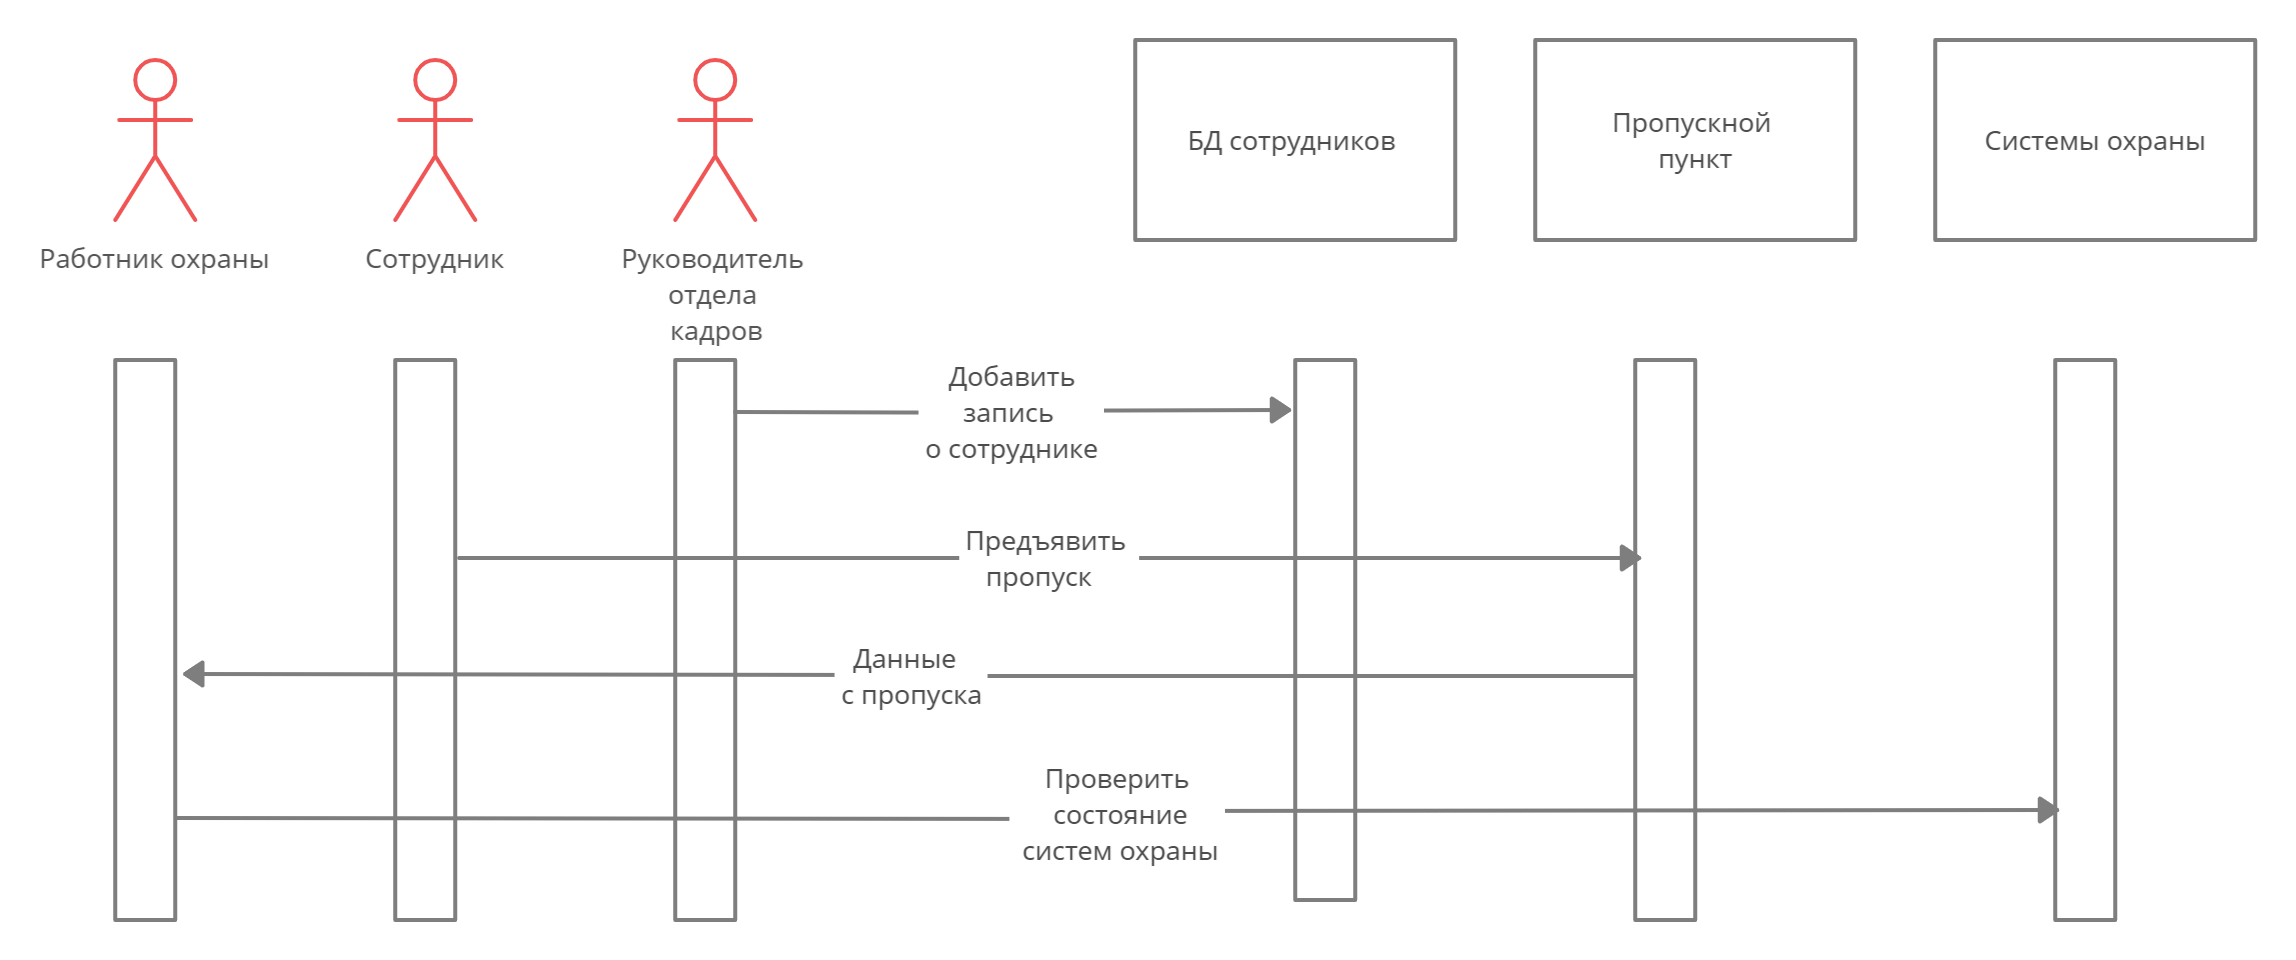 БД сотрудников
Пропускной
пункт
Системы охраны
Работник охраны
Сотрудник
Руководитель
отдела
кадров
Добавить
запись
о сотруднике
Предъявить
пропуск
Данные
с пропуска
Проверить
состояние
систем охраны